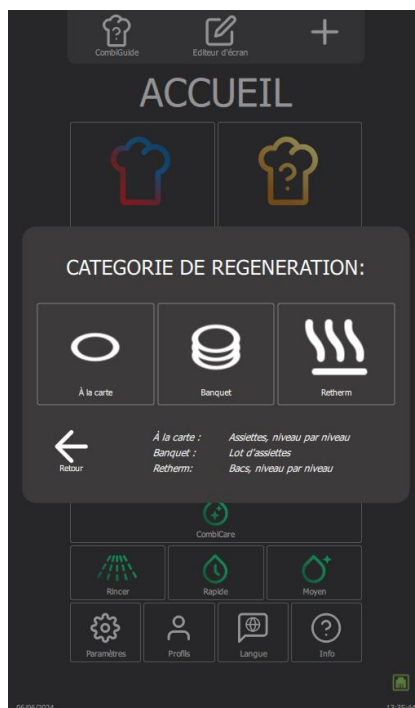 CombiGuide
Editeur d'écran
ACCUEIL
CATEGORIE DE REGENERATION:
À la carte
Banquet
Retherm
Retour
À la carte : Assiettes, niveau par niveau
Banquet : Lot d'assiettes
Retherm: Bacs, niveau par niveau
CombiCare
Rincer
Rapide
Moyen
Paramètres
Profils
Langue
Info